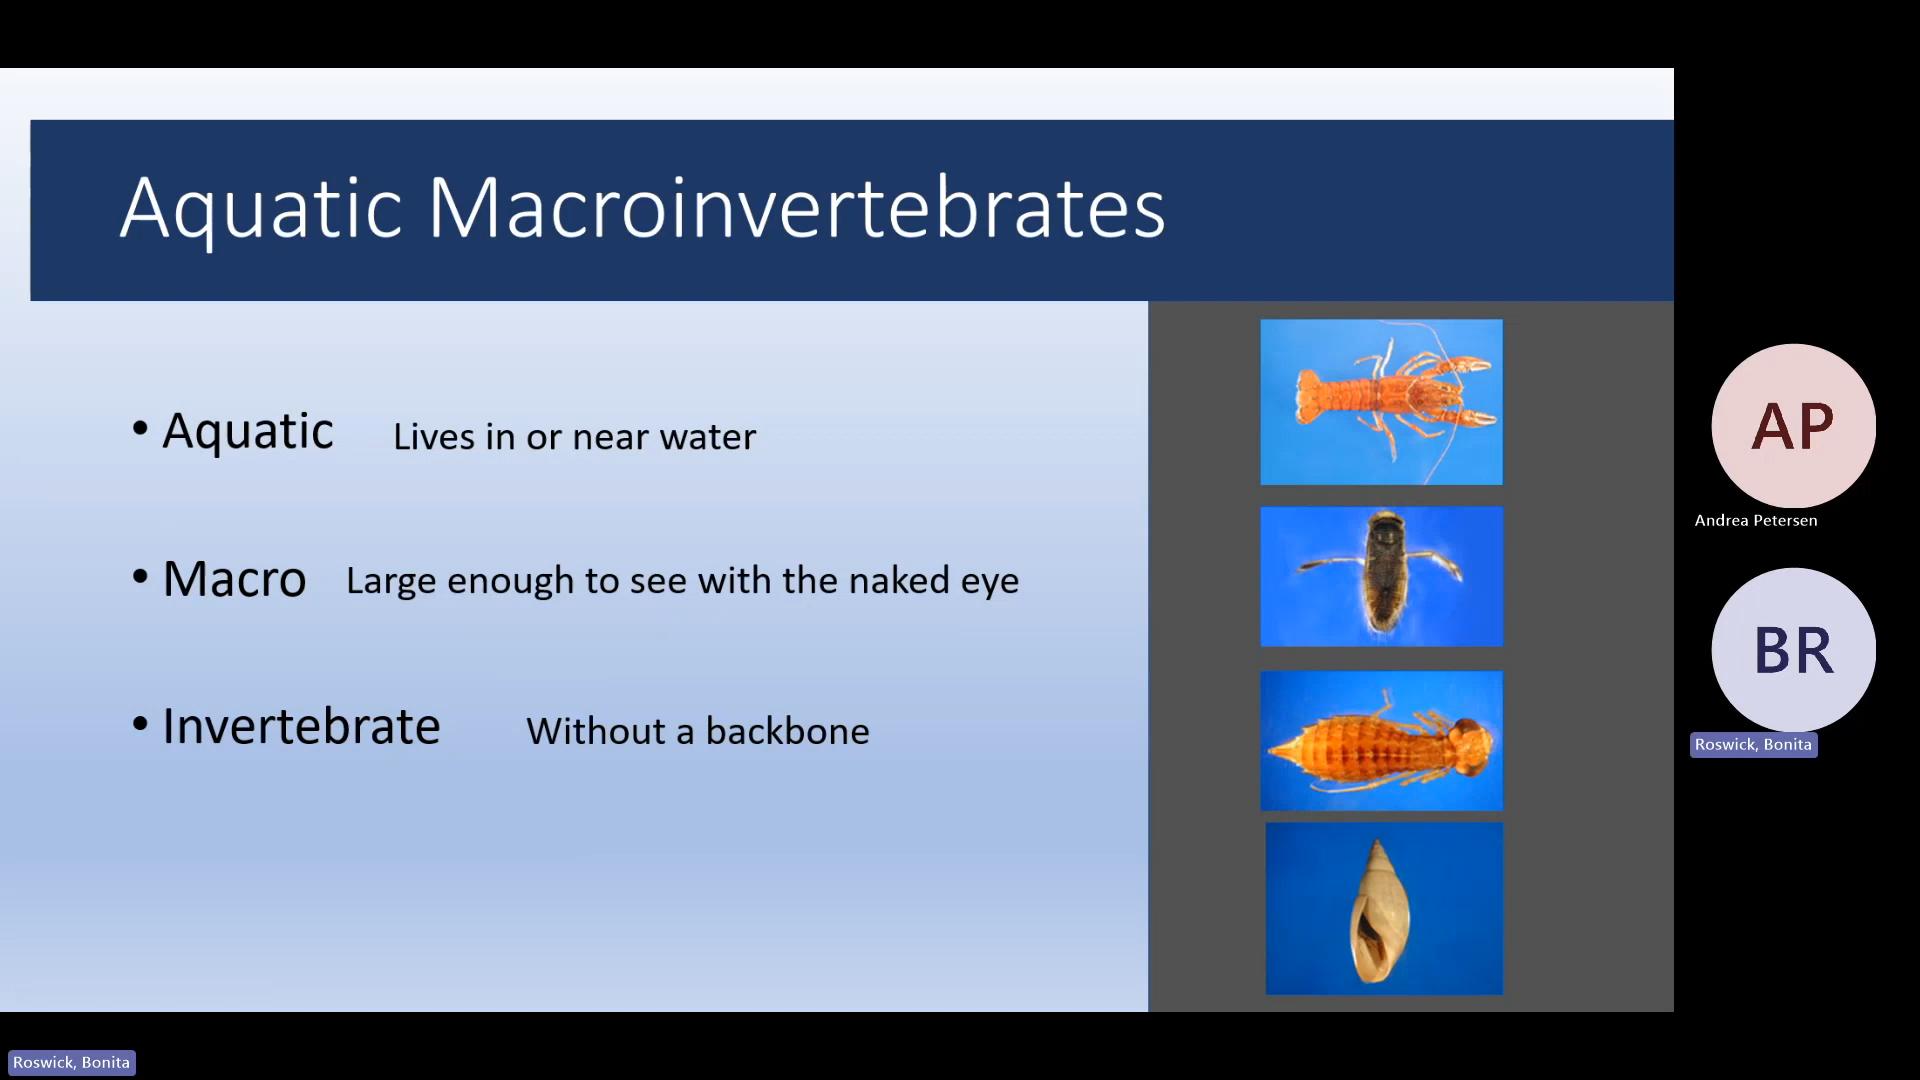 Aquatic Macroinvertebrates
• Aquatic Lives in or near water
• Macro Large enough to see with the naked eye
• Invertebrate Without a backbone
AP
Andrea Petersen
BR
Roswick, Bonita
Roswick, Bonita